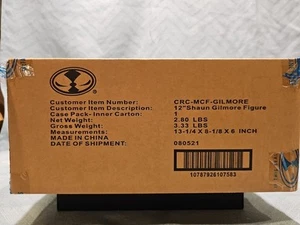 Customer Item Number: CRC-MCF-GILMORE
Customer Item Description: 12"Shaun Gilmore Figure
Case Pack- Inner Carton: 1
Net Weight: 2.80 LBS
Gross Weight: 3.33 LBS
Measurements: 13-1/4 X 8-1/8 X 6 INCH
MADE IN CHINA
DATE OF SHIPMENT: 080521
10787926107583